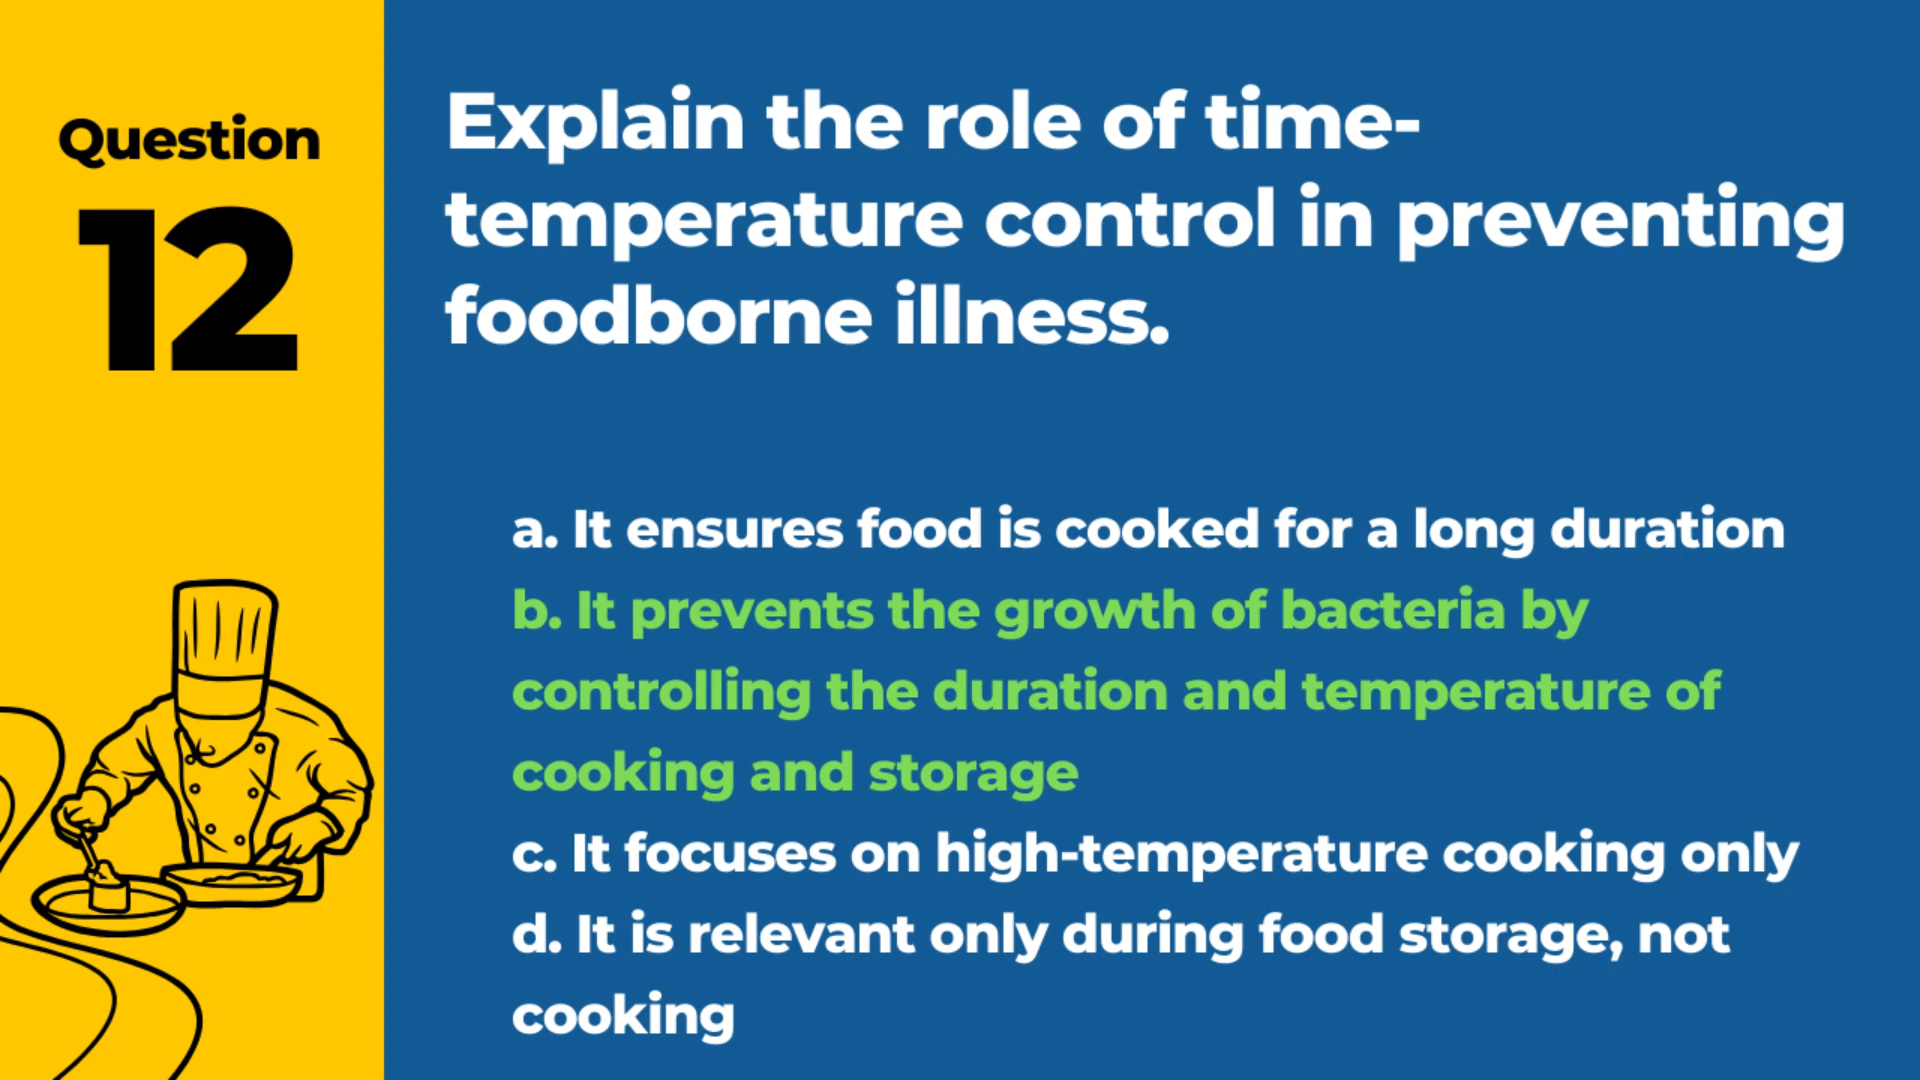 Question
12
Explain the role of time-
temperature control in preventing
foodborne illness.
a. It ensures food is cooked for a long duration
b. It prevents the growth of bacteria by
controlling the duration and temperature of
cooking and storage
c. It focuses on high-temperature cooking only
d. It is relevant only during food storage, not
cooking